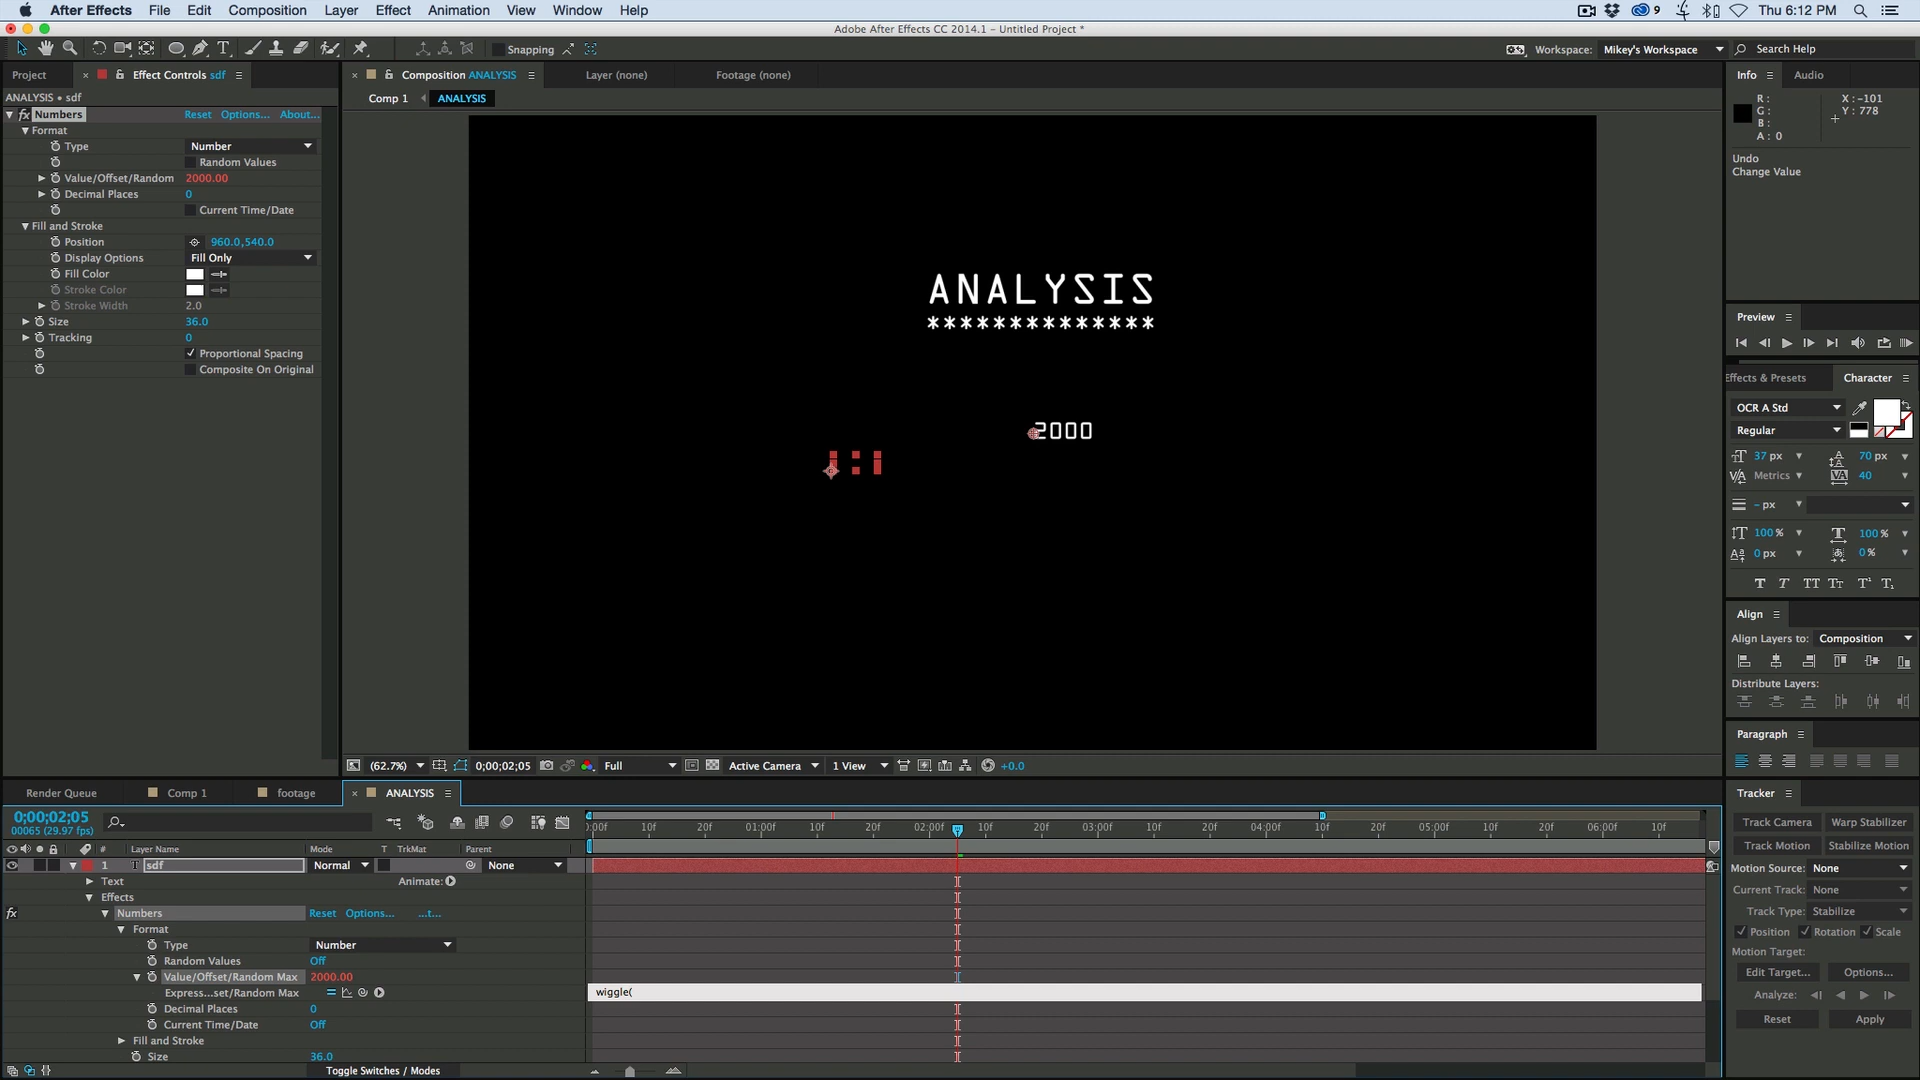 After Effects File Edit Composition Layer Effect Animation View Window Help 9 Thu 6:12 PM
Adobe After Effects CC 2014.1 – Untitled Project *
T Snapping Workspace: Mikey's Workspace Search Help
Project × Effect Controls sdf × Composition ANALYSIS Layer (none) Footage (none) Info Audio
ANALYSIS • sdf Comp 1 ANALYSIS
fx Numbers Reset Options... About...
Format
Type Number
Random Values
Value/Offset/Random 2000.00
Decimal Places 0
Current Time/Date
Fill and Stroke
Position 960.0,540.0
Display Options Fill Only
Fill Color
Stroke Color
Stroke Width 2.0
Size 36.0
Tracking 0
Proportional Spacing
Composite On Original
ANALYSIS
**************
2000
R :
G :
B :
A : 0
X : -101
Y : 778
Undo
Change Value
Preview
Effects & Presets Character
OCR A Std
Regular
37 px 70 px
Metrics 40
– px
100 % 100 %
0 px 0 %
T T TT Tт T¹ T₁
Align
Align Layers to: Composition
Distribute Layers:
Paragraph
(62.7%) 0;00;02;05 Full Active Camera 1 View +0.0
Render Queue Comp 1 footage × ANALYSIS
0;00;02;05
00065 (29.97 fps)
0:00f 10f 20f 01:00f 10f 20f 02:00f 10f 20f 03:00f 10f 20f 04:00f 10f 20f 05:00f 10f 20f 06:00f 10f
# Layer Name Mode T TrkMat Parent
1 T sdf Normal None
Text Animate:
Effects
fx Numbers Reset Options... ...t...
Format
Type Number
Random Values Off
Value/Offset/Random Max 2000.00
Express...set/Random Max wiggle(
Decimal Places 0
Current Time/Date Off
Fill and Stroke
Size 36.0
Toggle Switches / Modes
Tracker
Track Camera Warp Stabilizer
Track Motion Stabilize Motion
Motion Source: None
Current Track: None
Track Type: Stabilize
Position Rotation Scale
Motion Target:
Edit Target... Options...
Analyze:
Reset Apply